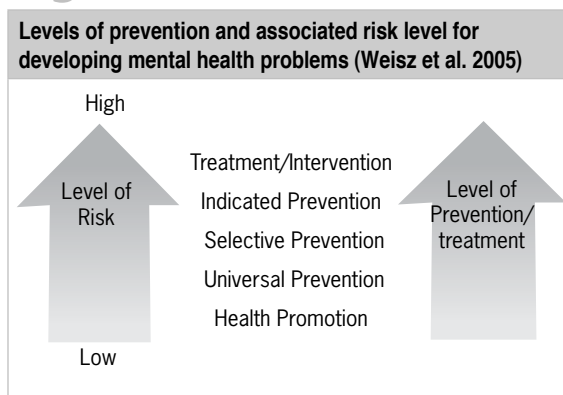 Levels of prevention and associated risk level for
developing mental health problems (Weisz et al. 2005)
High
Level of
Risk
Treatment/Intervention
Indicated Prevention
Selective Prevention
Universal Prevention
Health Promotion
Level of
Prevention/
treatment
Low